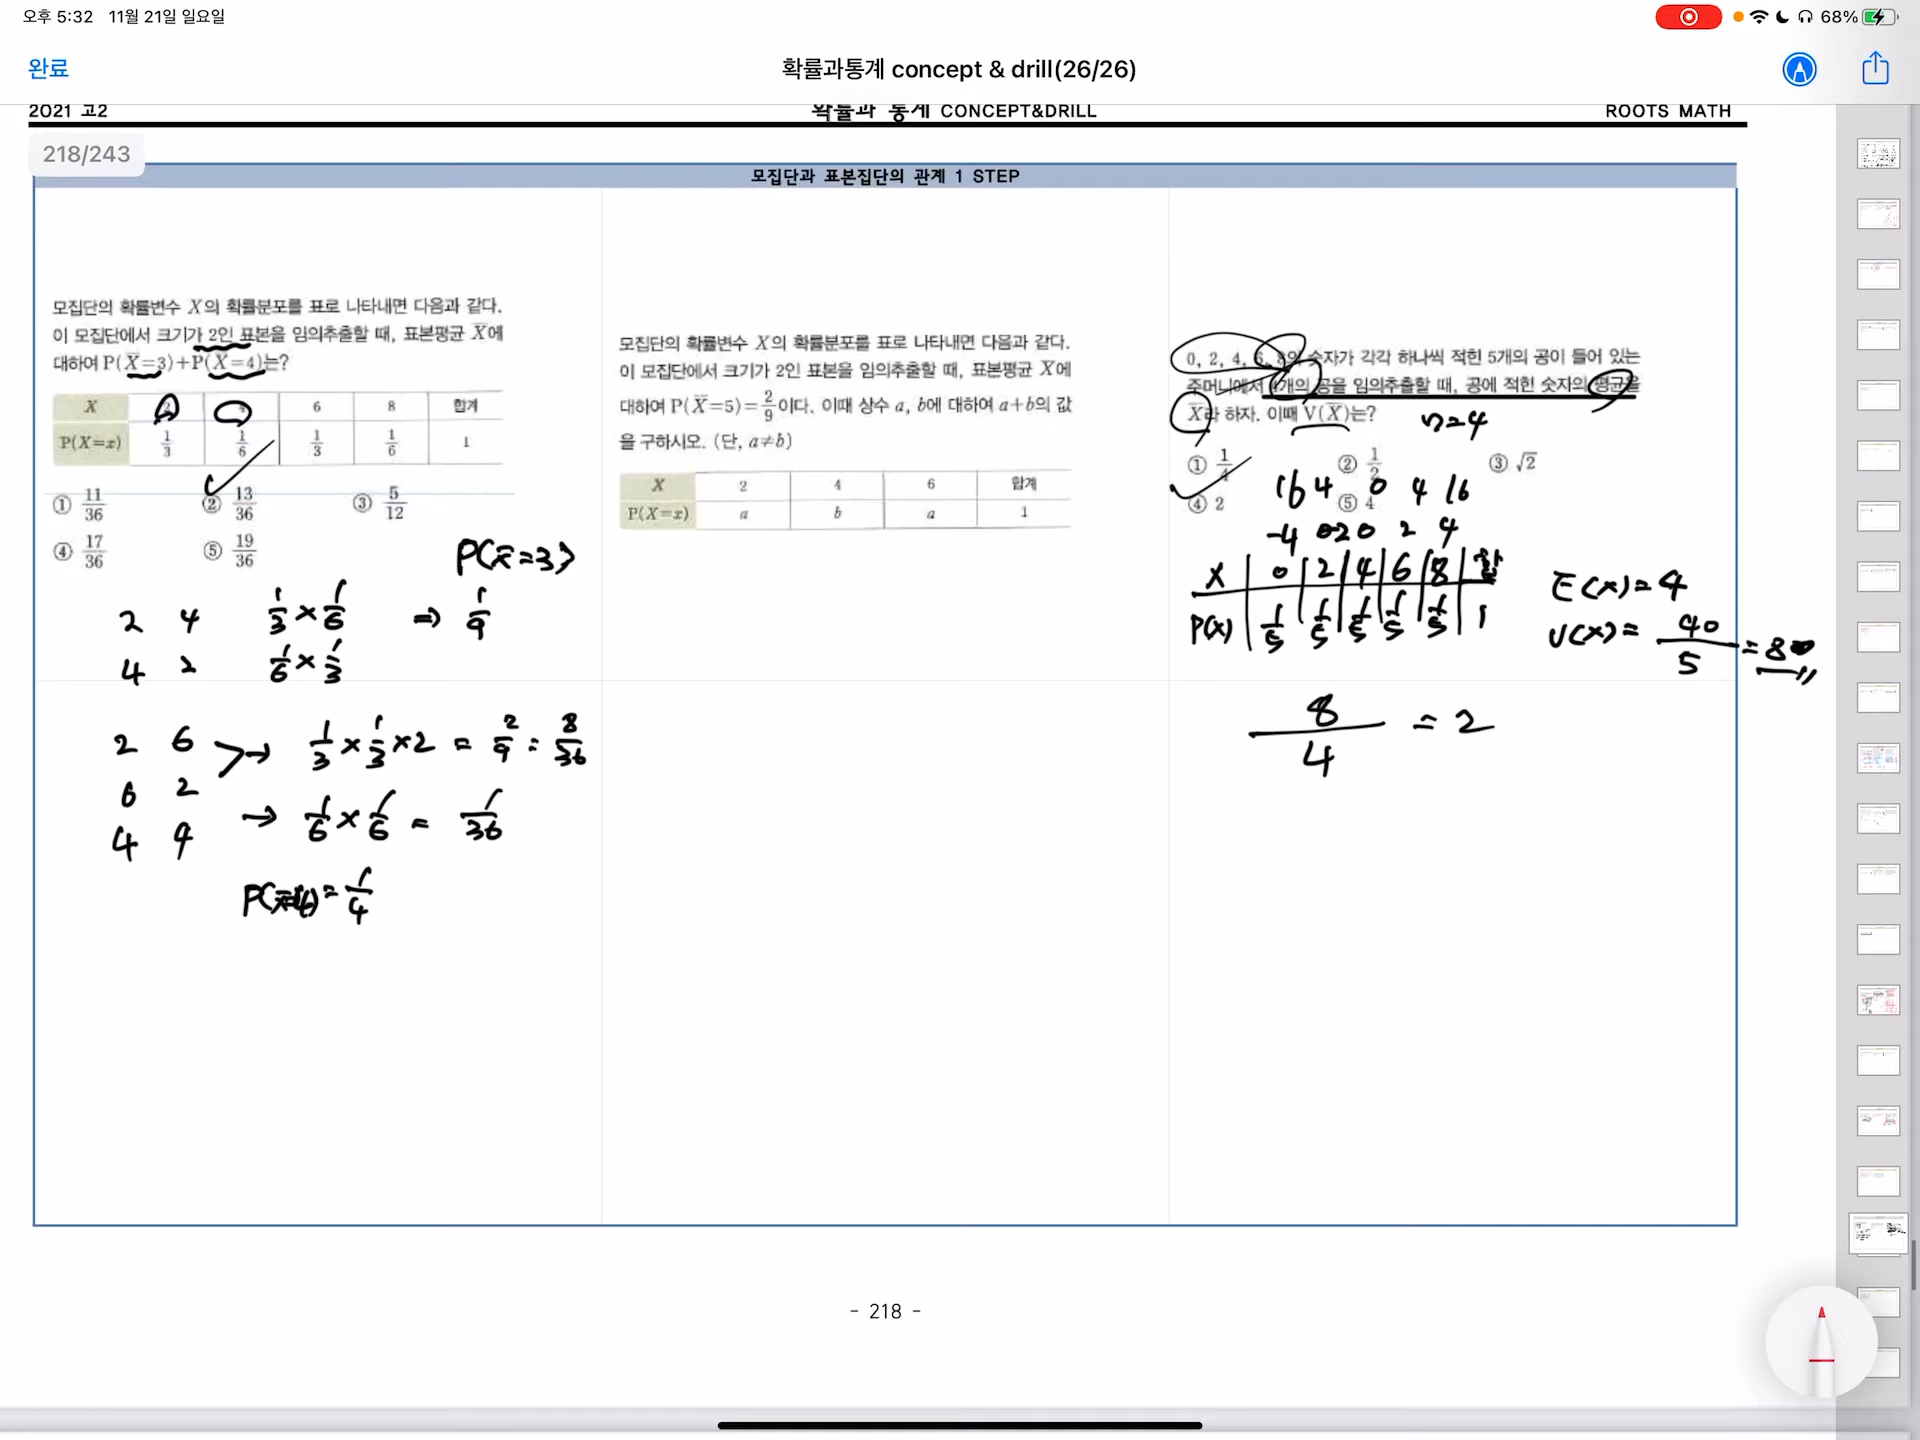 오후 5:32 11월 21일 일요일
68%
완료
확률과통계 concept & drill(26/26)
2021 고2
확률과 통계 CONCEPT&DRILL
ROOTS MATH
218/243
모집단과 표본집단의 관계 1 STEP
모집단의 확률변수 X의 확률분포를 표로 나타내면 다음과 같다.
이 모집단에서 크기가 2인 표본을 임의추출할 때, 표본평균 X̄에
대하여 P(X̄=3)+P(X̄=4)는?
X 6 8 합계
P(X=x) 1/3 1/6 1/3 1/6 1
① 11/36 ② 13/36 ③ 5/12
④ 17/36 ⑤ 19/36
P(x̄=3)
2 4 1/3×1/6 ⇒ 1/9
4 2 1/6×1/3
2 6 → 1/3×1/3×2 = 2/9 = 8/36
6 2
4 4 → 1/6×1/6 = 1/36
P(x̄=4)=1/4
모집단의 확률변수 X의 확률분포를 표로 나타내면 다음과 같다.
이 모집단에서 크기가 2인 표본을 임의추출할 때, 표본평균 X̄에
대하여 P(X̄=5)=2/9이다. 이때 상수 a, b에 대하여 a+b의 값
을 구하시오. (단, a≠b)
X 2 4 6 합계
P(X=x) a b a 1
0, 2, 4, 6, 8의 숫자가 각각 하나씩 적힌 5개의 공이 들어 있는
주머니에서 4개의 공을 임의추출할 때, 공에 적힌 숫자의 평균을
X̄라 하자. 이때 V(X̄)는?
n=4
① 1/4 ② 1/2 ③ √2
④ 2 ⑤ 4
16 4 0 4 16
-4 0 2 0 2 4
X 0 2 4 6 8 합
P(X) 1/5 1/5 1/5 1/5 1/5 1
E(X)=4
V(X)= 40/5 = 8
8/4 = 2
- 218 -